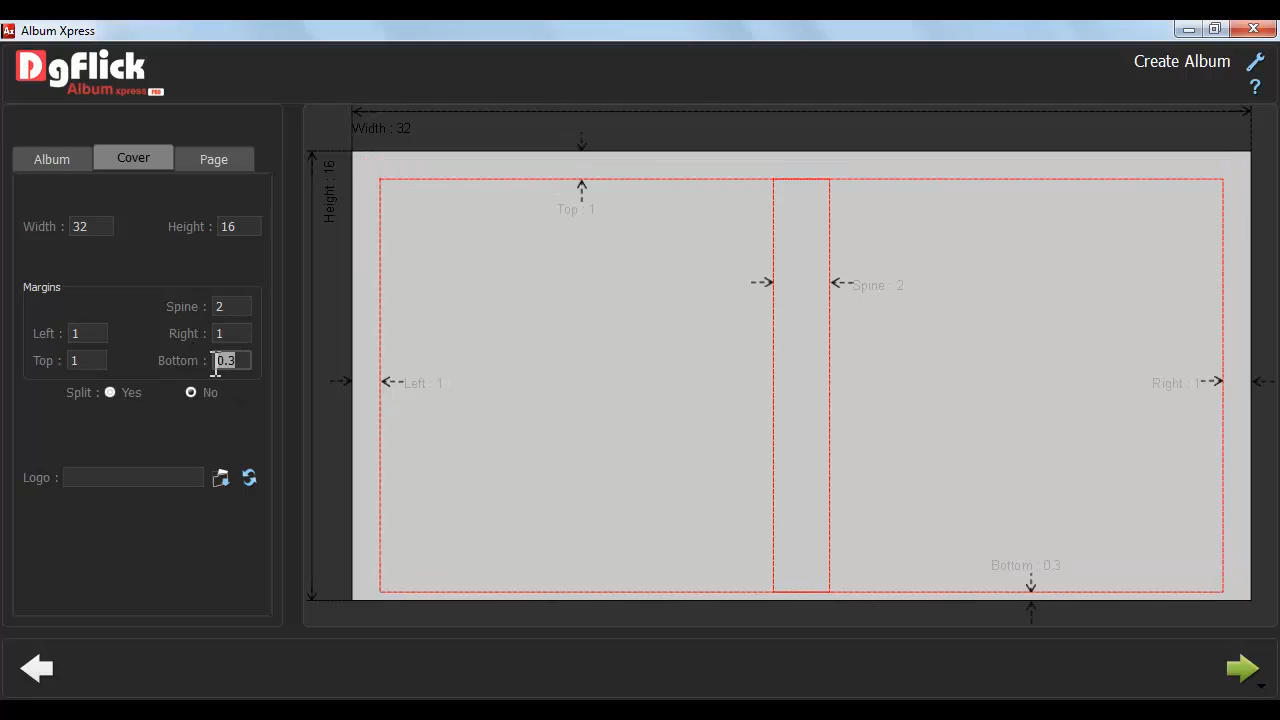 Album Xpress
DgFlick
Album xpress PRO
Create Album
?
Album
Cover
Page
Width : 32
Height : 16
Margins
Spine : 2
Left : 1
Right : 1
Top : 1
Bottom : 0.3
Split : Yes No
Logo :
Width : 32
Height : 16
Top : 1
Spine : 2
Left : 1
Right : 1
Bottom : 0.3